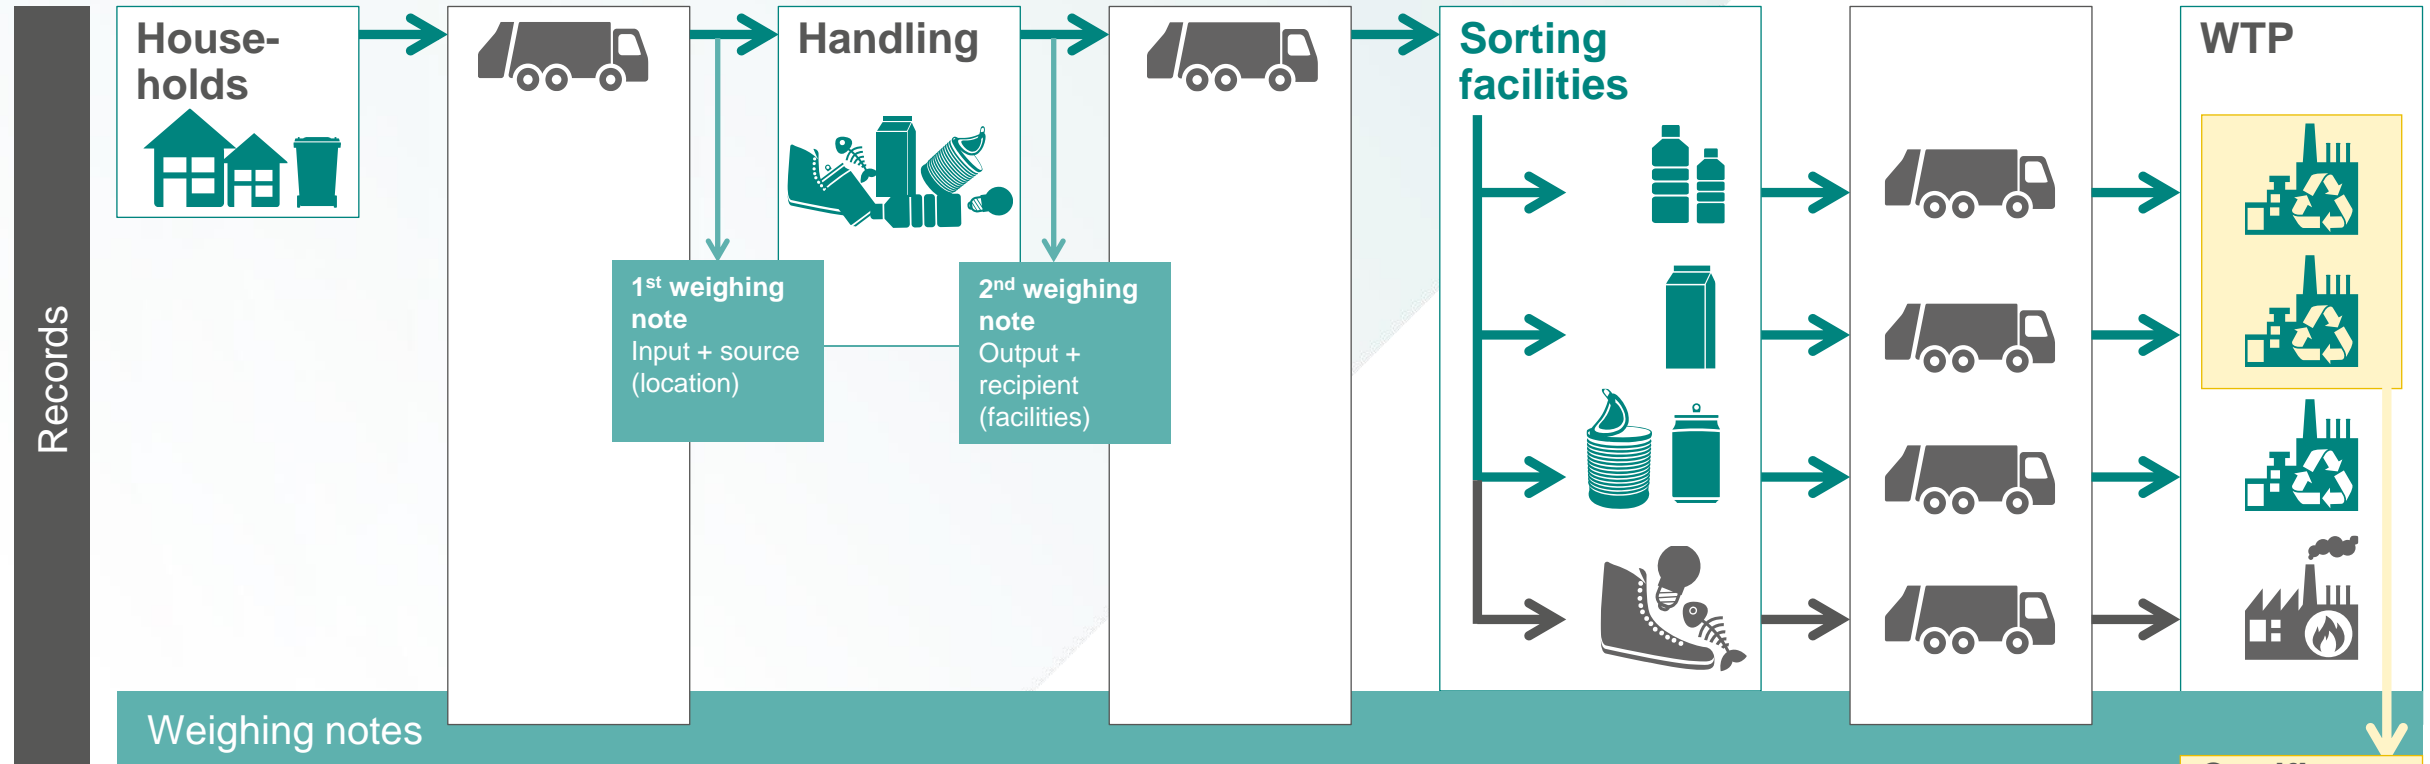 Records
House-
holds
Handling
Sorting
facilities
WTP
1st weighing
note
Input + source
(location)
2nd weighing
note
Output +
recipient
(facilities)
Weighing notes